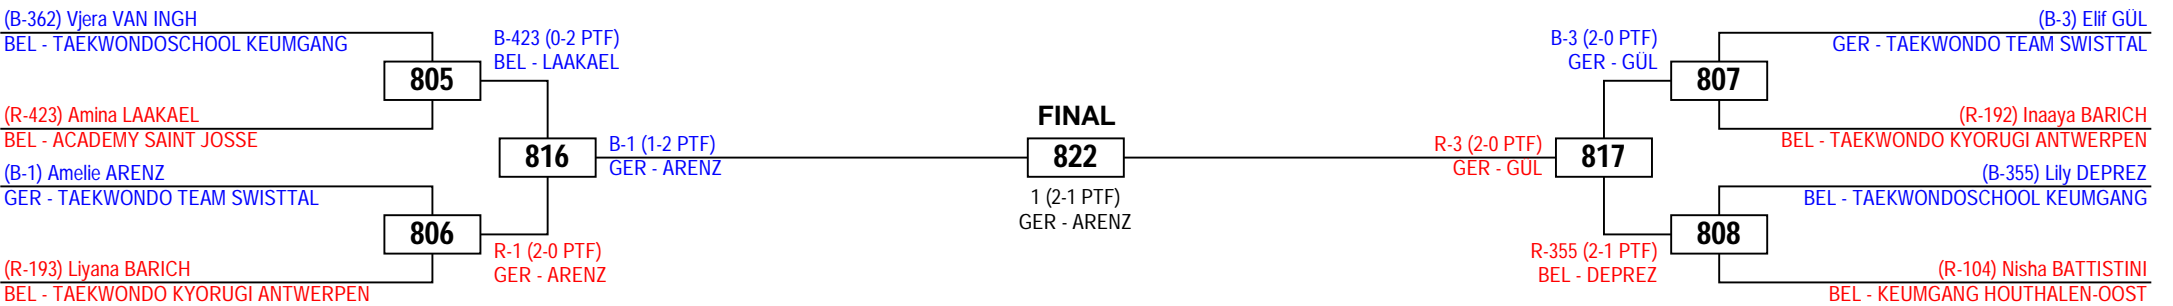 (B-362) Vjera VAN INGH
BEL - TAEKWONDOSCHOOL KEUMGANG
805
(R-423) Amina LAAKAEL
BEL - ACADEMY SAINT JOSSE
B-423 (0-2 PTF)
BEL - LAAKAEL
(B-1) Amelie ARENZ
GER - TAEKWONDO TEAM SWISTTAL
806
(R-193) Liyana BARICH
BEL - TAEKWONDO KYORUGI ANTWERPEN
R-1 (2-0 PTF)
GER - ARENZ
816
B-1 (1-2 PTF)
GER - ARENZ
FINAL
822
1 (2-1 PTF)
GER - ARENZ
R-3 (2-0 PTF)
GER - GÜL
817
B-3 (2-0 PTF)
GER - GÜL
807
(B-3) Elif GÜL
GER - TAEKWONDO TEAM SWISTTAL
(R-192) Inaaya BARICH
BEL - TAEKWONDO KYORUGI ANTWERPEN
R-355 (2-1 PTF)
BEL - DEPREZ
808
(B-355) Lily DEPREZ
BEL - TAEKWONDOSCHOOL KEUMGANG
(R-104) Nisha BATTISTINI
BEL - KEUMGANG HOUTHALEN-OOST